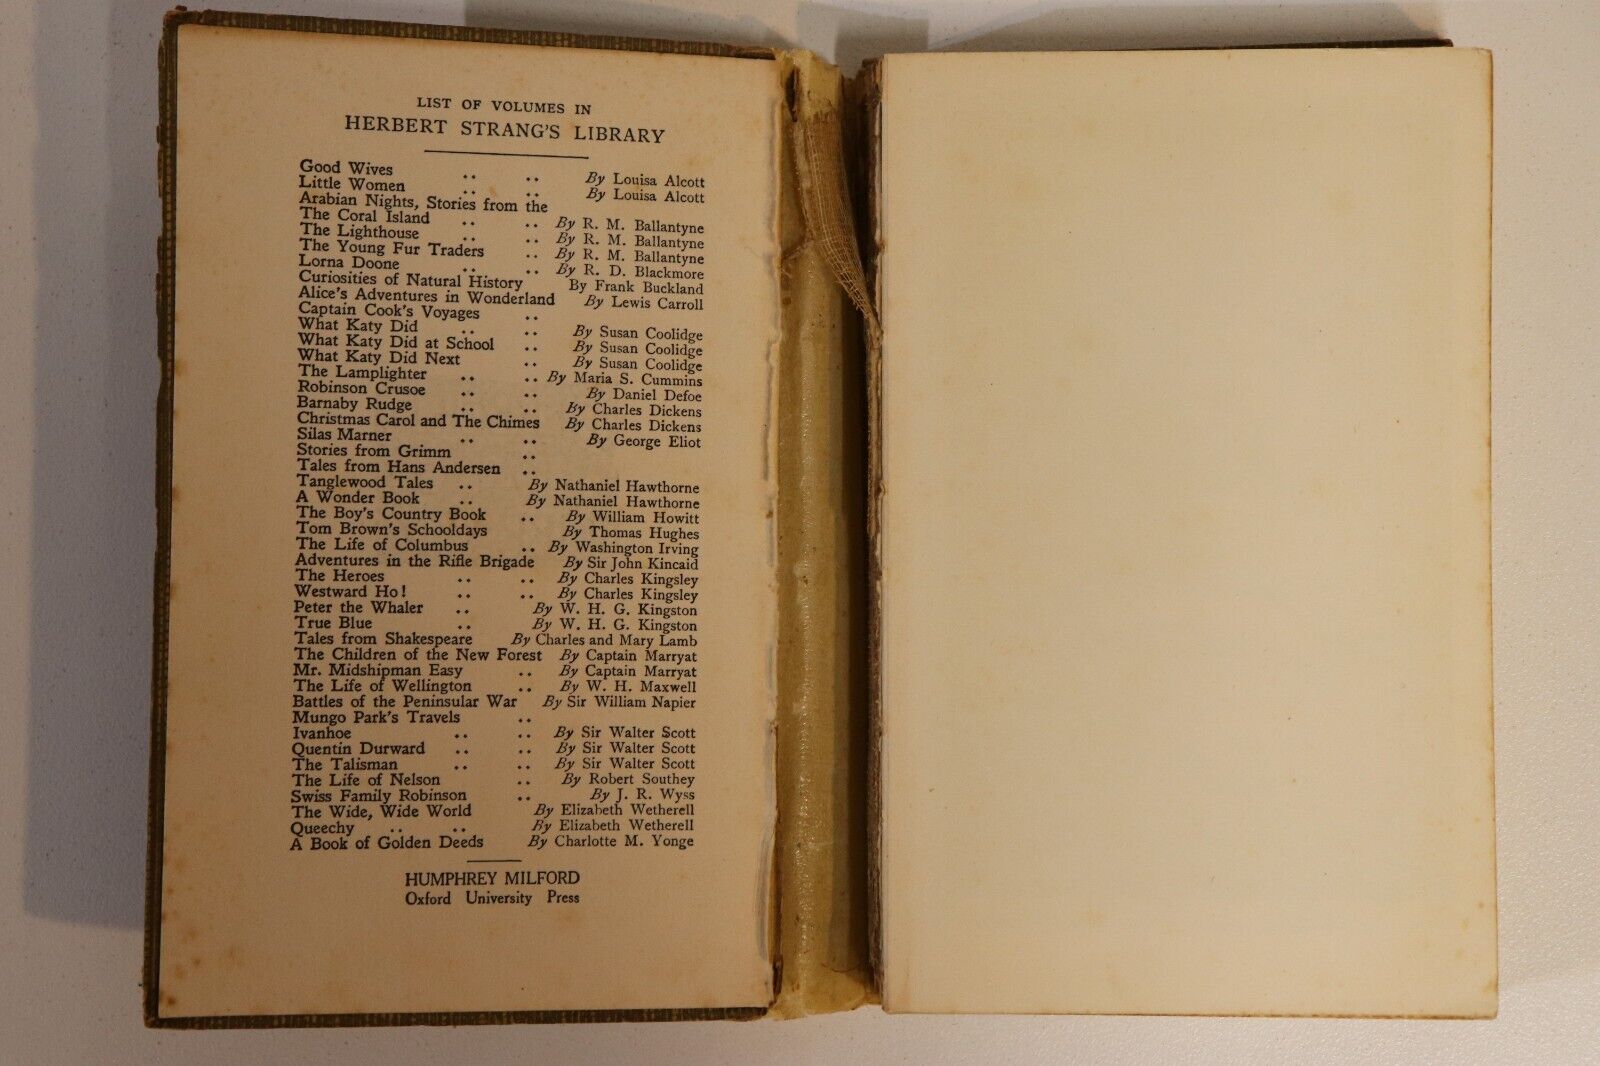 LIST OF VOLUMES IN
HERBERT STRANG'S LIBRARY
Good Wives .. .. By Louisa Alcott
Little Women .. .. By Louisa Alcott
Arabian Nights, Stories from the
The Coral Island .. .. By R. M. Ballantyne
The Lighthouse .. .. By R. M. Ballantyne
The Young Fur Traders .. By R. M. Ballantyne
Lorna Doone .. .. By R. D. Blackmore
Curiosities of Natural History By Frank Buckland
Alice's Adventures in Wonderland By Lewis Carroll
Captain Cook's Voyages ..
What Katy Did .. .. By Susan Coolidge
What Katy Did at School .. By Susan Coolidge
What Katy Did Next .. By Susan Coolidge
The Lamplighter .. .. By Maria S. Cummins
Robinson Crusoe .. .. By Daniel Defoe
Barnaby Rudge .. .. By Charles Dickens
Christmas Carol and The Chimes By Charles Dickens
Silas Marner .. .. By George Eliot
Stories from Grimm ..
Tales from Hans Andersen ..
Tanglewood Tales .. By Nathaniel Hawthorne
A Wonder Book .. By Nathaniel Hawthorne
The Boy's Country Book .. By William Howitt
Tom Brown's Schooldays By Thomas Hughes
The Life of Columbus .. By Washington Irving
Adventures in the Rifle Brigade By Sir John Kincaid
The Heroes .. .. By Charles Kingsley
Westward Ho! .. .. By Charles Kingsley
Peter the Whaler .. By W. H. G. Kingston
True Blue .. By W. H. G. Kingston
Tales from Shakespeare By Charles and Mary Lamb
The Children of the New Forest By Captain Marryat
Mr. Midshipman Easy .. By Captain Marryat
The Life of Wellington .. By W. H. Maxwell
Battles of the Peninsular War By Sir William Napier
Mungo Park's Travels ..
Ivanhoe .. .. By Sir Walter Scott
Quentin Durward .. .. By Sir Walter Scott
The Talisman .. .. By Sir Walter Scott
The Life of Nelson .. By Robert Southey
Swiss Family Robinson .. By J. R. Wyss
The Wide, Wide World By Elizabeth Wetherell
Queechy .. .. By Elizabeth Wetherell
A Book of Golden Deeds By Charlotte M. Yonge
HUMPHREY MILFORD
Oxford University Press